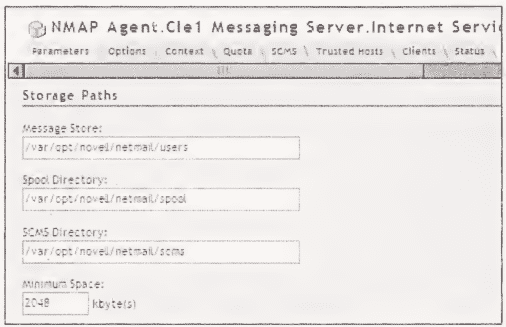 NMAP Agent.Cle1 Messaging Server.Internet Servi
Parameters Options Context Quota SCMS Trusted Hosts Clients Status
Storage Paths
Message Store:
/var/opt/novell/netmail/users
Spool Directory:
/var/opt/novell/netmail/spool
SCMS Directory:
/var/opt/novell/netmail/scms
Minimum Space:
2048 kbyte(s)